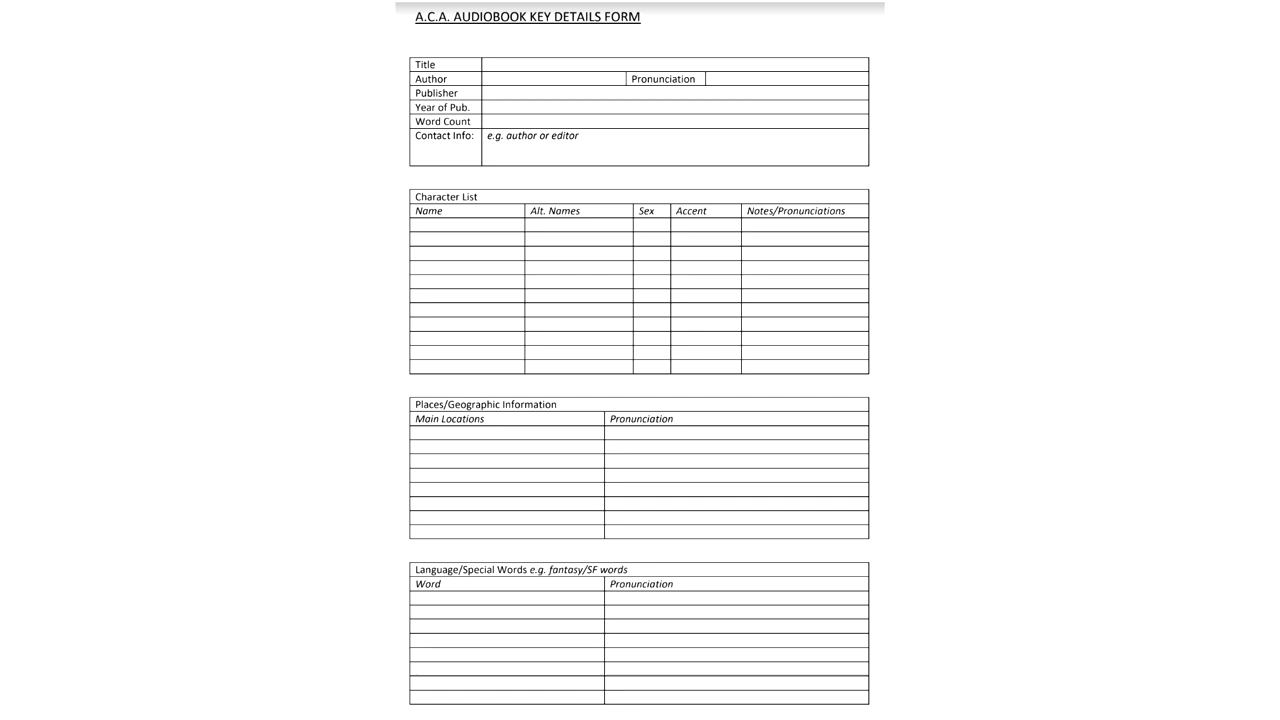 A.C.A. AUDIOBOOK KEY DETAILS FORM
Title
Author Pronunciation
Publisher
Year of Pub.
Word Count
Contact Info: e.g. author or editor
Character List
Name Alt. Names Sex Accent Notes/Pronunciations
Places/Geographic Information
Main Locations Pronunciation
Language/Special Words e.g. fantasy/SF words
Word Pronunciation